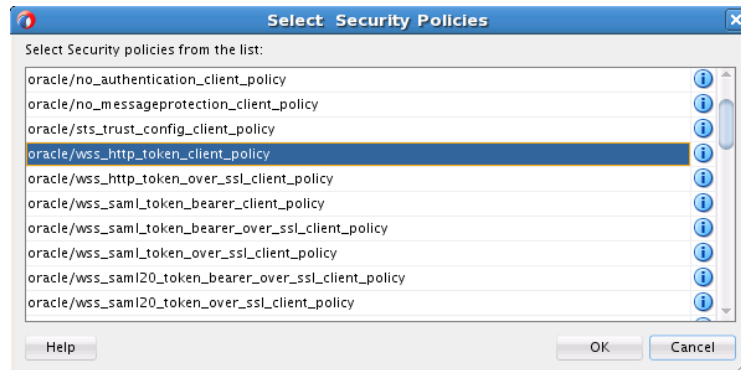 Select Security Policies
Select Security policies from the list:
oracle/no_authentication_client_policy
oracle/no_messageprotection_client_policy
oracle/sts_trust_config_client_policy
oracle/wss_http_token_client_policy
oracle/wss_http_token_over_ssl_client_policy
oracle/wss_saml_token_bearer_client_policy
oracle/wss_saml_token_bearer_over_ssl_client_policy
oracle/wss_saml_token_over_ssl_client_policy
oracle/wss_saml20_token_bearer_over_ssl_client_policy
oracle/wss_saml20_token_over_ssl_client_policy
Help OK Cancel